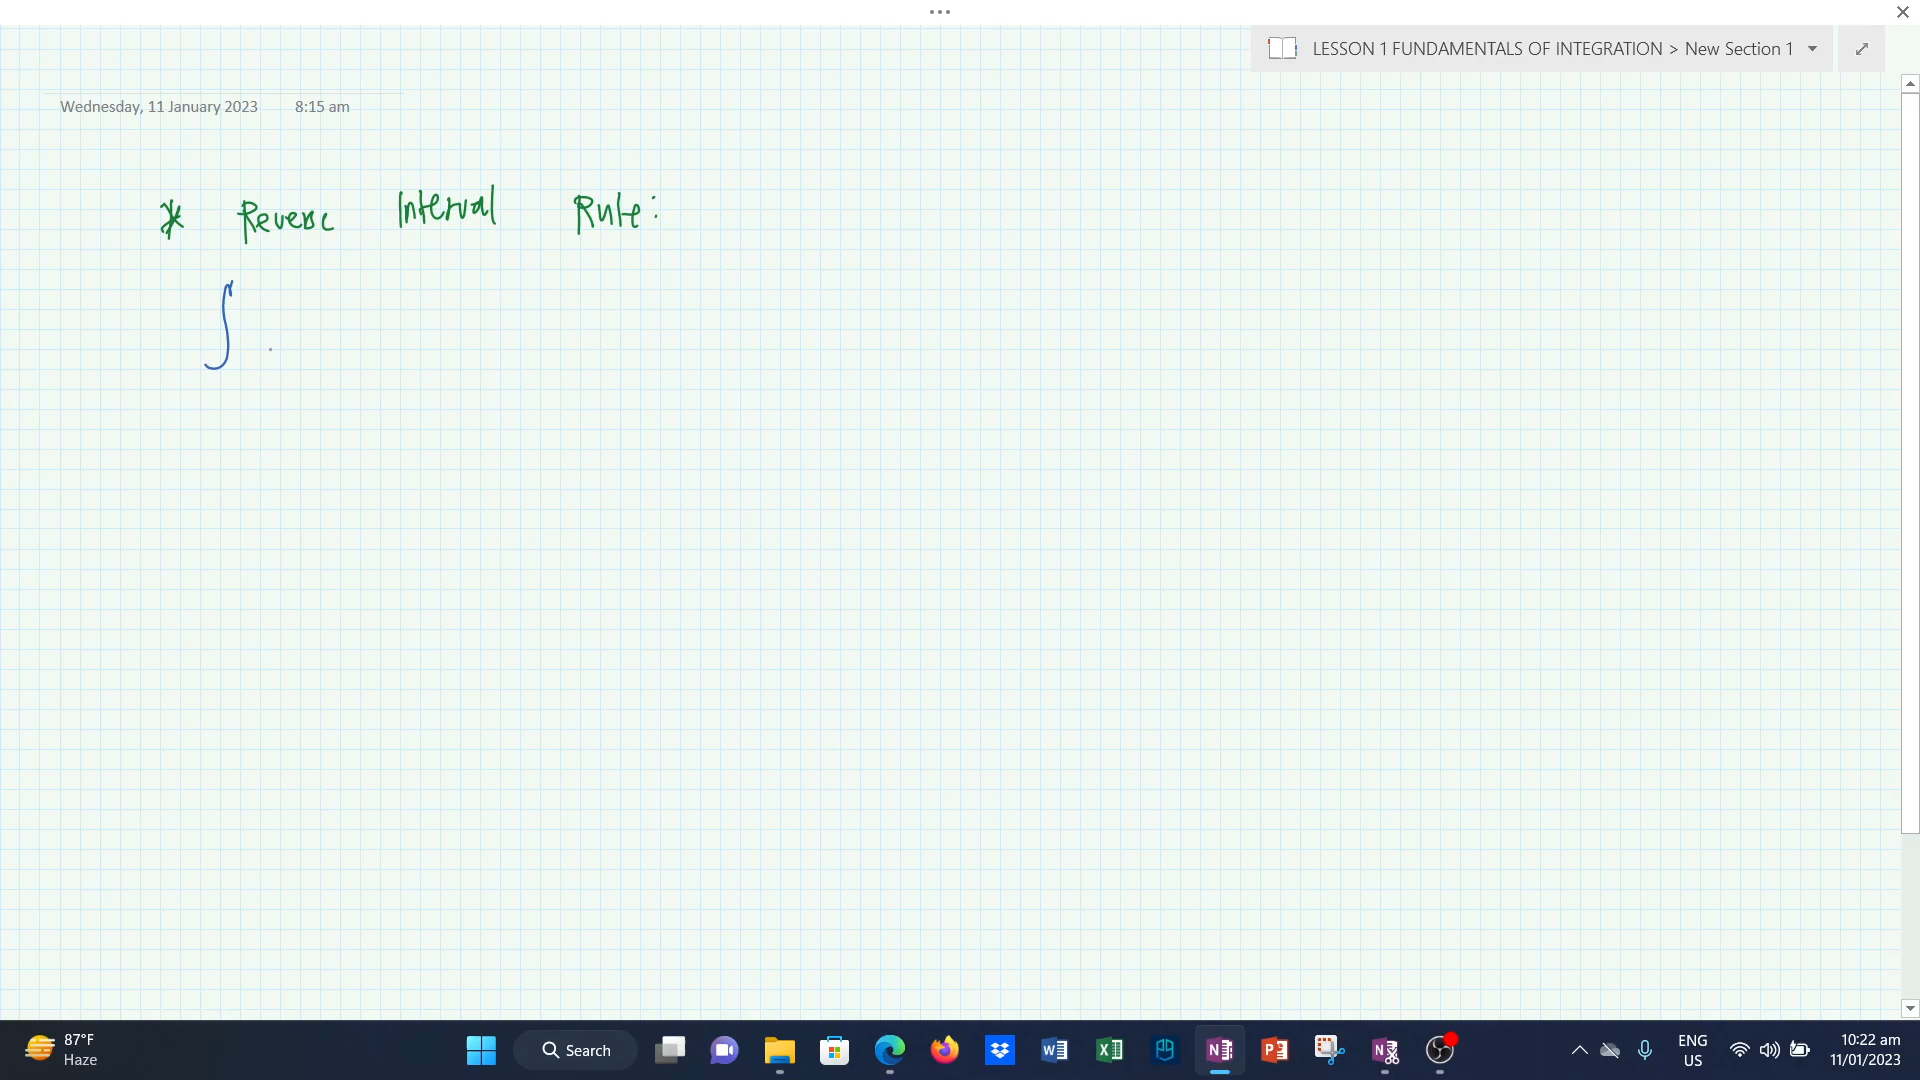 LESSON 1 FUNDAMENTALS OF INTEGRATION > New Section 1
Wednesday, 11 January 2023 8:15 am
* Reverse Interval Rule:
∫
87°F
Haze
Search
ENG
US
10:22 am
11/01/2023